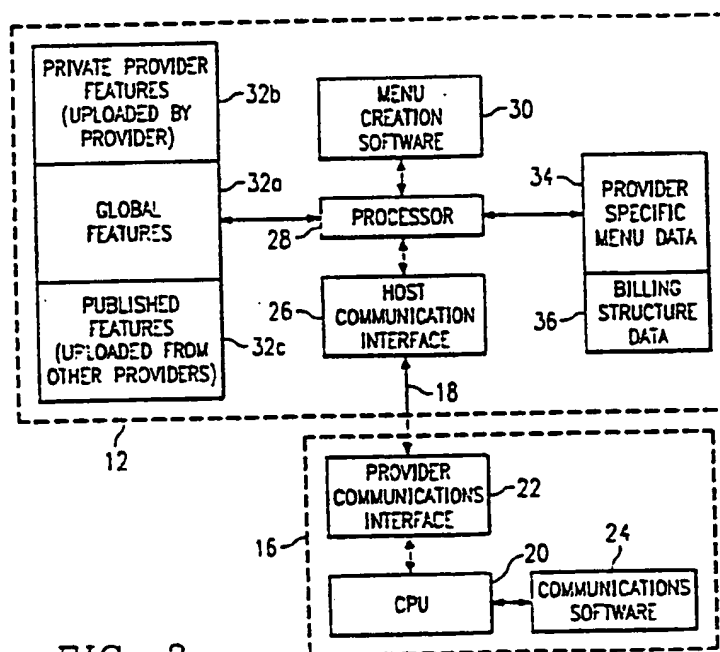 PRIVATE PROVIDER
FEATURES
(UPLOADED BY
PROVIDER)
32b
GLOBAL
FEATURES
32a
PUBLISHED
FEATURES
(UPLOADED FROM
OTHER PROVIDERS)
32c
MENU
CREATION
SOFTWARE
30
PROCESSOR
28
HOST
COMMUNICATION
INTERFACE
26
34
PROVIDER
SPECIFIC
MENU DATA
BILLING
STRUCTURE
DATA
36
18
12
PROVIDER
COMMUNICATIONS
INTERFACE
22
16
20
CPU
24
COMMUNICATIONS
SOFTWARE
FIG.